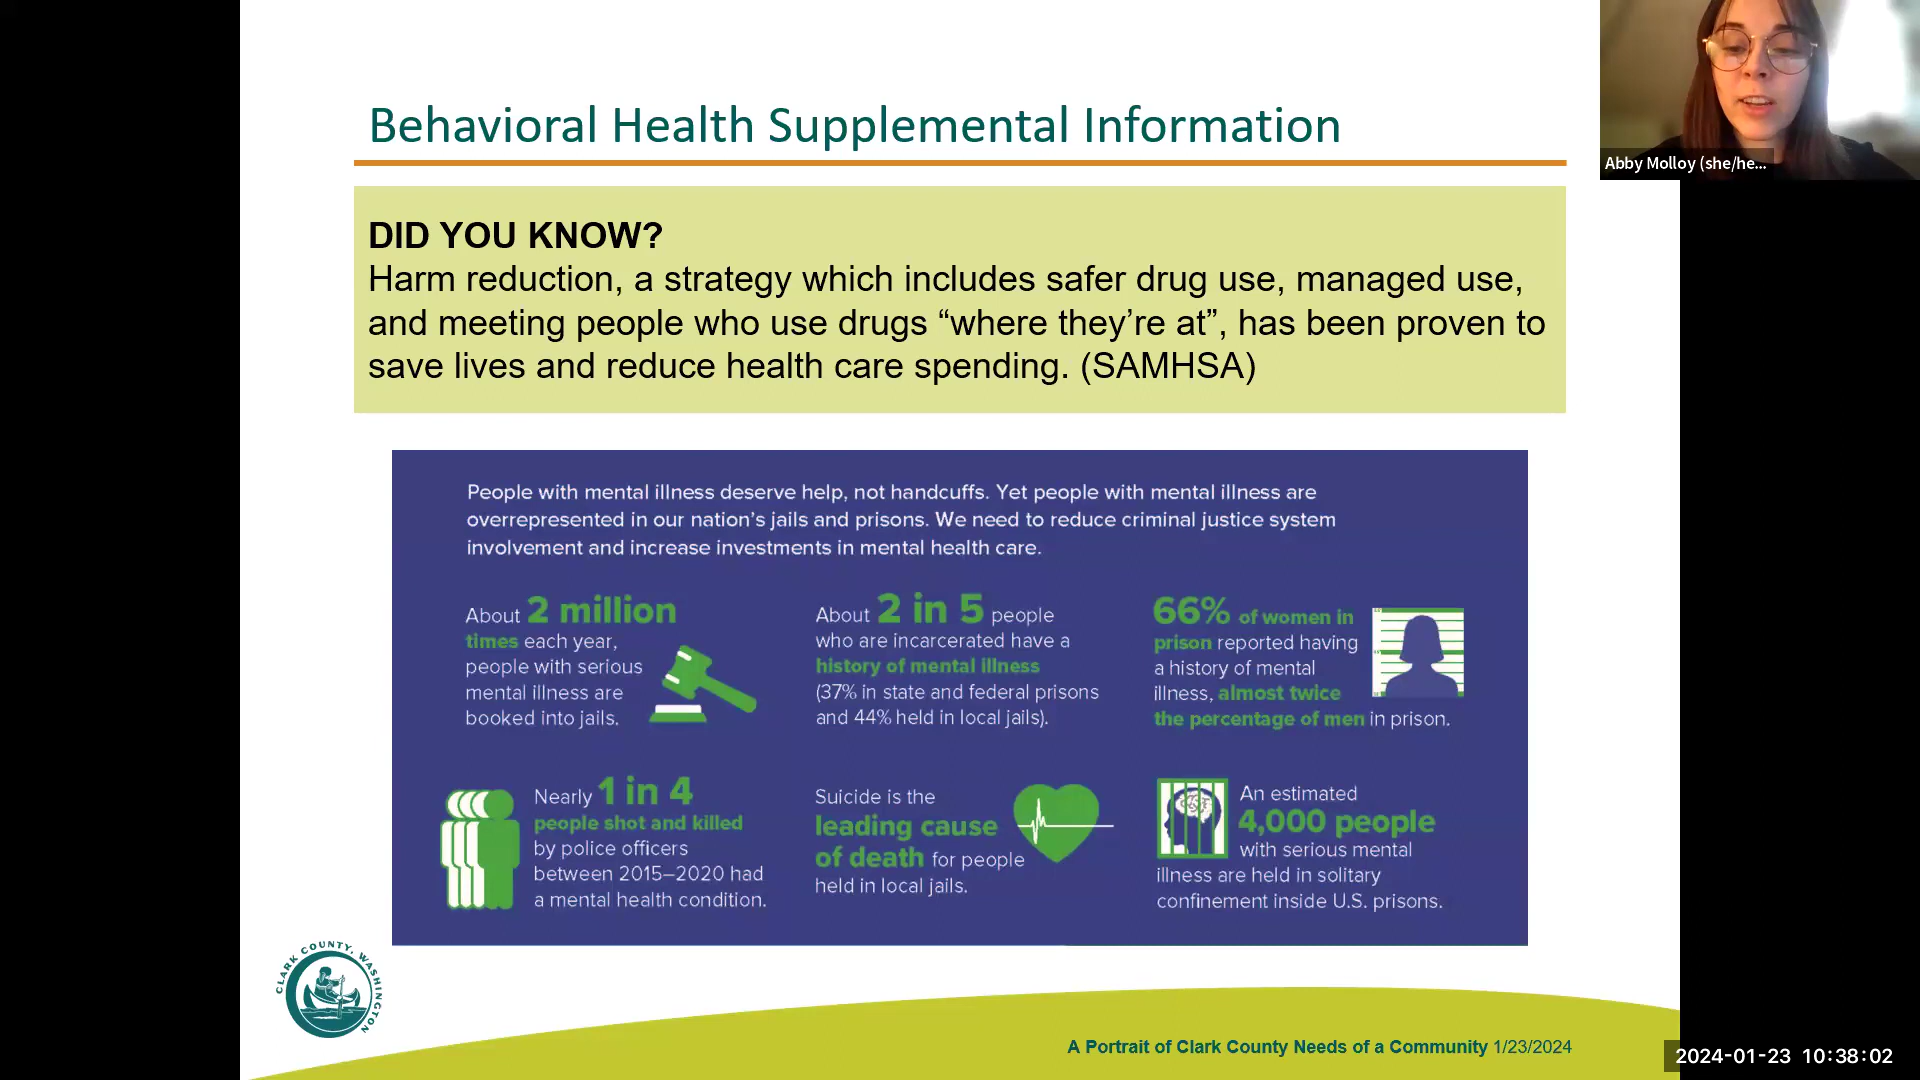 Behavioral Health Supplemental Information
Abby Molloy (she/he...
DID YOU KNOW?
Harm reduction, a strategy which includes safer drug use, managed use,
and meeting people who use drugs “where they’re at”, has been proven to
save lives and reduce health care spending. (SAMHSA)
People with mental illness deserve help, not handcuffs. Yet people with mental illness are
overrepresented in our nation’s jails and prisons. We need to reduce criminal justice system
involvement and increase investments in mental health care.
About 2 million
times each year,
people with serious
mental illness are
booked into jails.
About 2 in 5 people
who are incarcerated have a
history of mental illness
(37% in state and federal prisons
and 44% held in local jails).
66% of women in
prison reported having
a history of mental
illness, almost twice
the percentage of men in prison.
Nearly 1 in 4
people shot and killed
by police officers
between 2015–2020 had
a mental health condition.
Suicide is the
leading cause
of death for people
held in local jails.
An estimated
4,000 people
with serious mental
illness are held in solitary
confinement inside U.S. prisons.
CLARK COUNTY, WASHINGTON
A Portrait of Clark County Needs of a Community 1/23/2024
2024-01-23 10:38:02